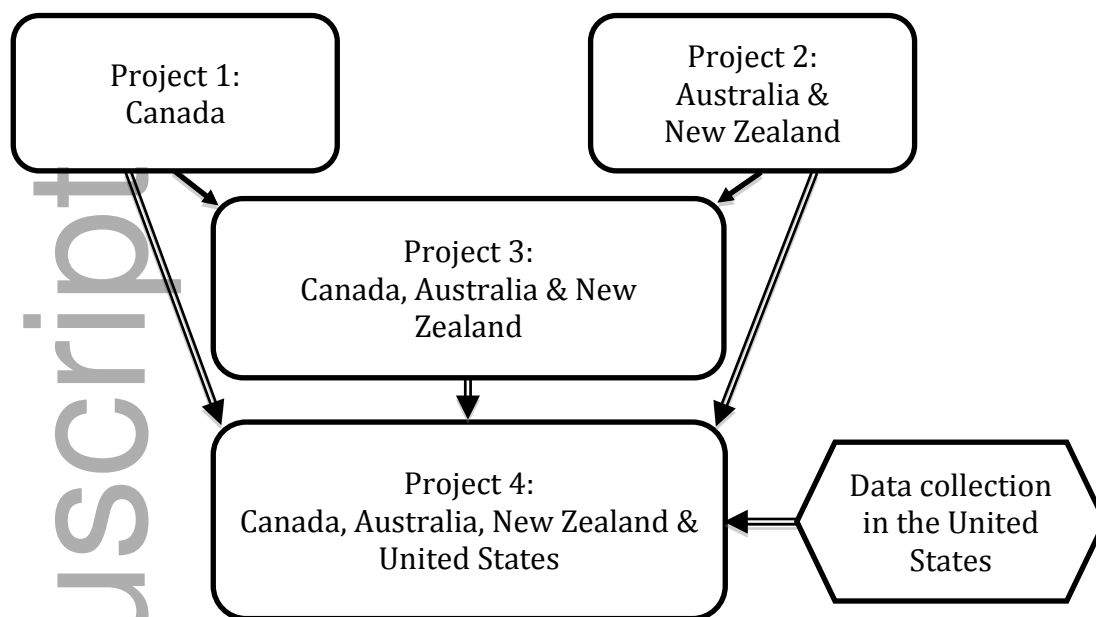 Project 1:
Canada
Project 2:
Australia &
New Zealand
Project 3:
Canada, Australia & New
Zealand
Project 4:
Canada, Australia, New Zealand &
United States
Data collection
in the United
States
uscript